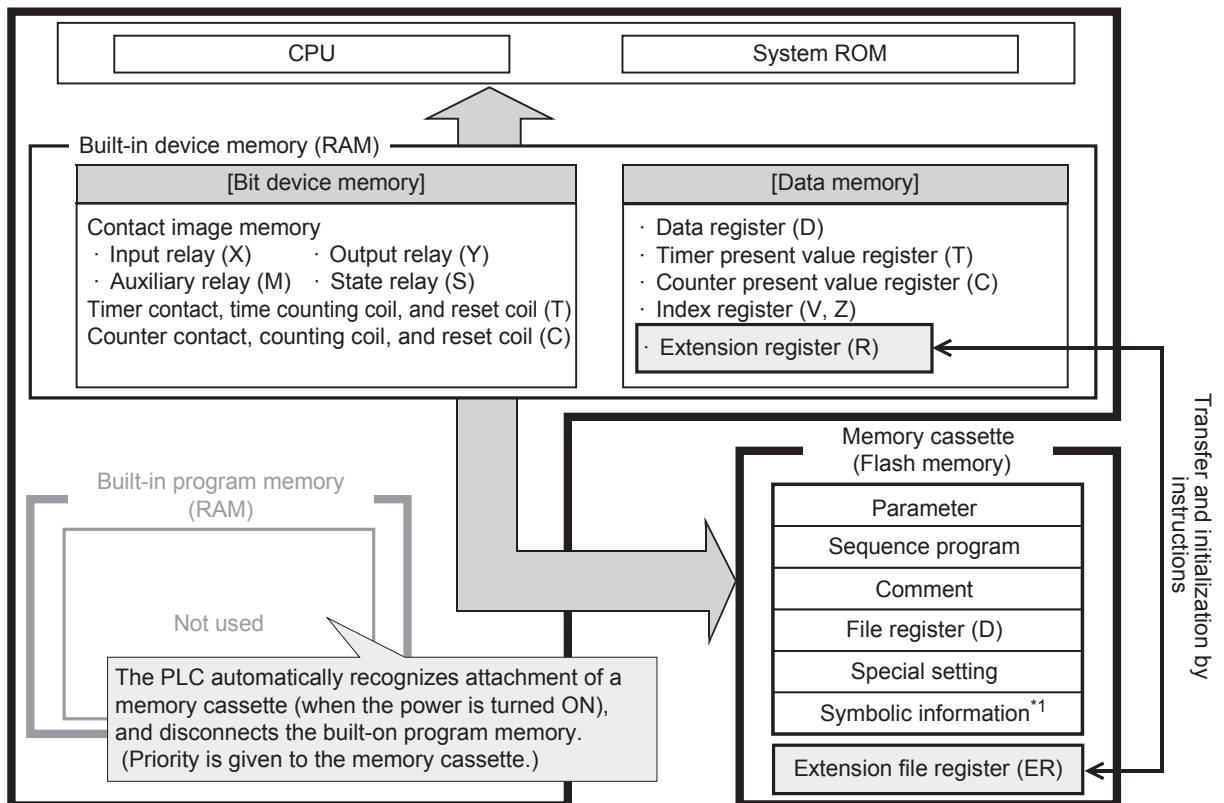 CPU
System ROM
Built-in device memory (RAM)
[Bit device memory]
Contact image memory
· Input relay (X) · Output relay (Y)
· Auxiliary relay (M) · State relay (S)
Timer contact, time counting coil, and reset coil (T)
Counter contact, counting coil, and reset coil (C)
[Data memory]
· Data register (D)
· Timer present value register (T)
· Counter present value register (C)
· Index register (V, Z)
· Extension register (R)
Transfer and initialization by
instructions
Built-in program memory
(RAM)
Not used
The PLC automatically recognizes attachment of a
memory cassette (when the power is turned ON),
and disconnects the built-on program memory.
(Priority is given to the memory cassette.)
Memory cassette
(Flash memory)
Parameter
Sequence program
Comment
File register (D)
Special setting
Symbolic information*1
Extension file register (ER)